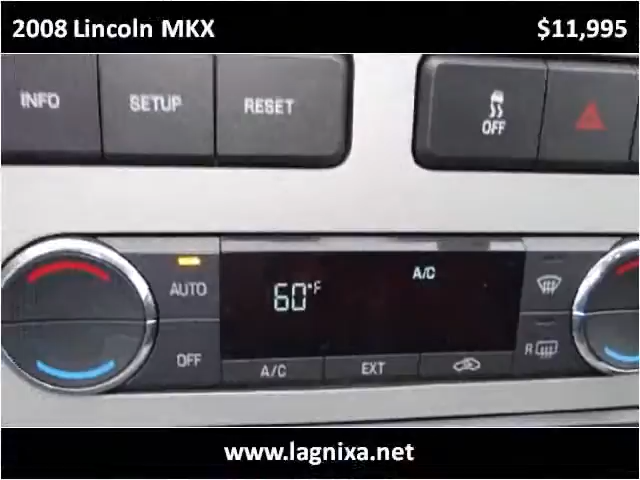 2008 Lincoln MKX $11,995
INFO SETUP RESET OFF
AUTO 60°F A/C
OFF A/C EXT R
www.lagnixa.net